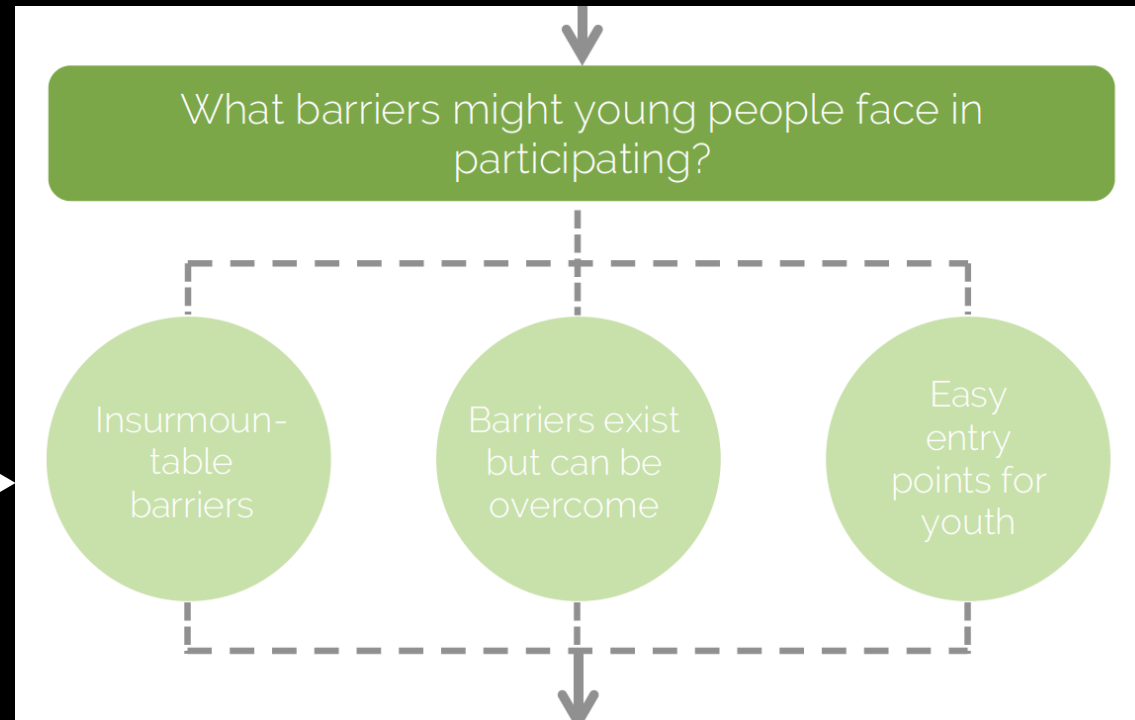 What barriers might young people face in
participating?
Insurmoun-
table
barriers
Barriers exist
but can be
overcome
Easy
entry
points for
youth